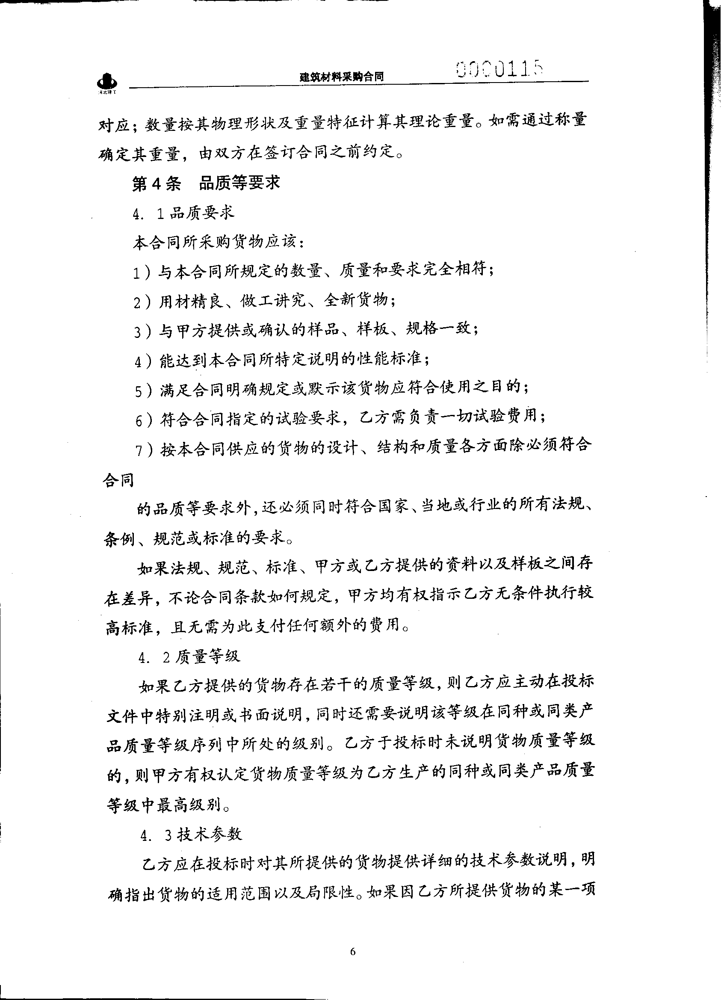 建筑材料采购合同
0000115
对应；数量按其物理形状及重量特征计算其理论重量。如需通过称量
确定其重量，由双方在签订合同之前约定。
第4条 品质等要求
4. 1品质要求
本合同所采购货物应该：
1）与本合同所规定的数量、质量和要求完全相符；
2）用材精良、做工讲究、全新货物；
3）与甲方提供或确认的样品、样板、规格一致；
4）能达到本合同所特定说明的性能标准；
5）满足合同明确规定或默示该货物应符合使用之目的；
6）符合合同指定的试验要求，乙方需负责一切试验费用；
7）按本合同供应的货物的设计、结构和质量各方面除必须符合
合同
的品质等要求外，还必须同时符合国家、当地或行业的所有法规、
条例、规范或标准的要求。
如果法规、规范、标准、甲方或乙方提供的资料以及样板之间存
在差异，不论合同条款如何规定，甲方均有权指示乙方无条件执行较
高标准，且无需为此支付任何额外的费用。
4. 2质量等级
如果乙方提供的货物存在若干的质量等级，则乙方应主动在投标
文件中特别注明或书面说明，同时还需要说明该等级在同种或同类产
品质量等级序列中所处的级别。乙方于投标时未说明货物质量等级
的，则甲方有权认定货物质量等级为乙方生产的同种或同类产品质量
等级中最高级别。
4. 3技术参数
乙方应在投标时对其所提供的货物提供详细的技术参数说明，明
确指出货物的适用范围以及局限性。如果因乙方所提供货物的某一项
6